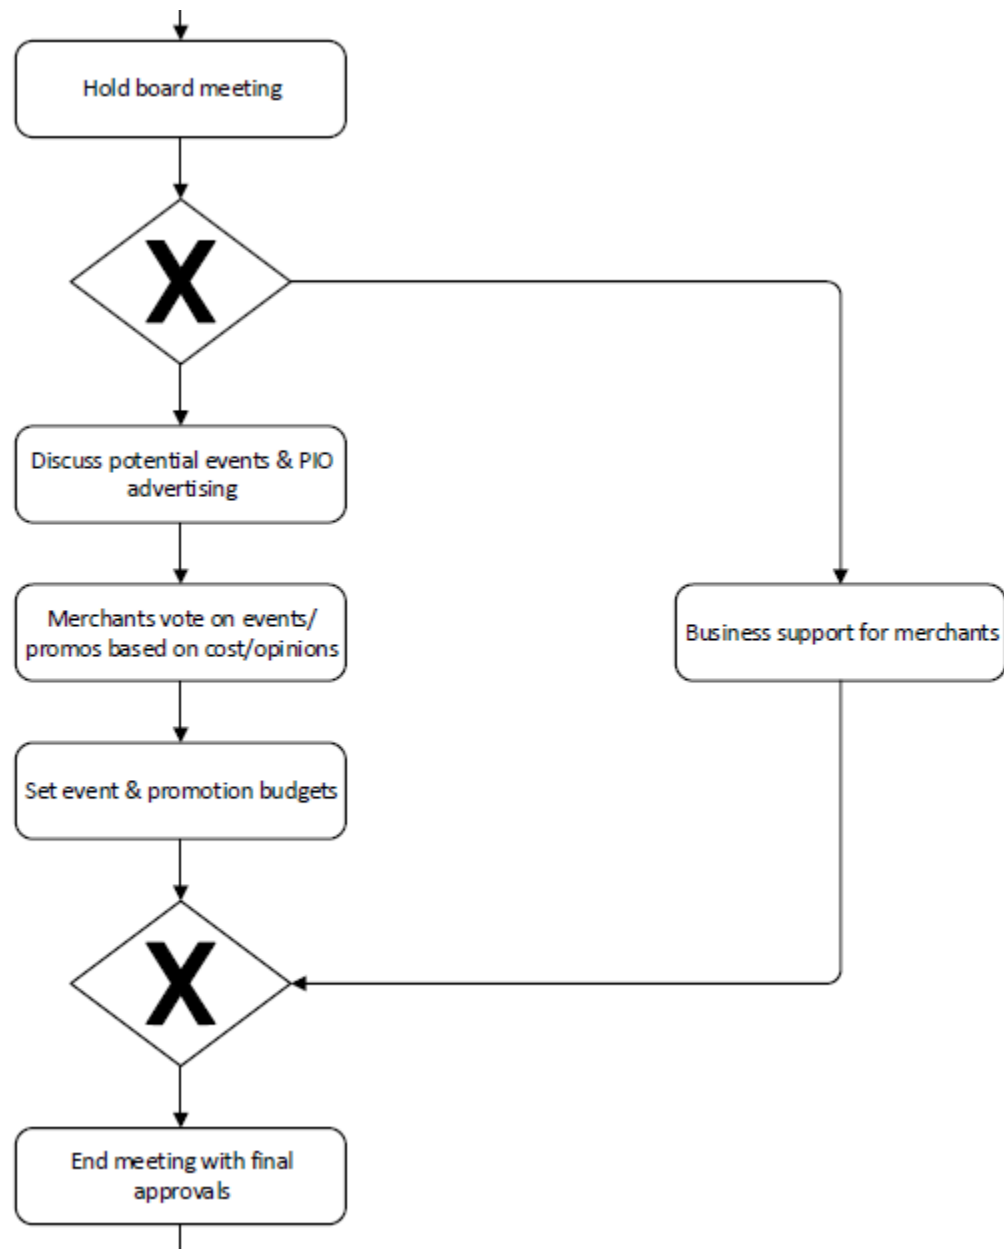 Hold board meeting
X
Discuss potential events & PIO
advertising
Merchants vote on events/
promos based on cost/opinions
Business support for merchants
Set event & promotion budgets
X
End meeting with final
approvals